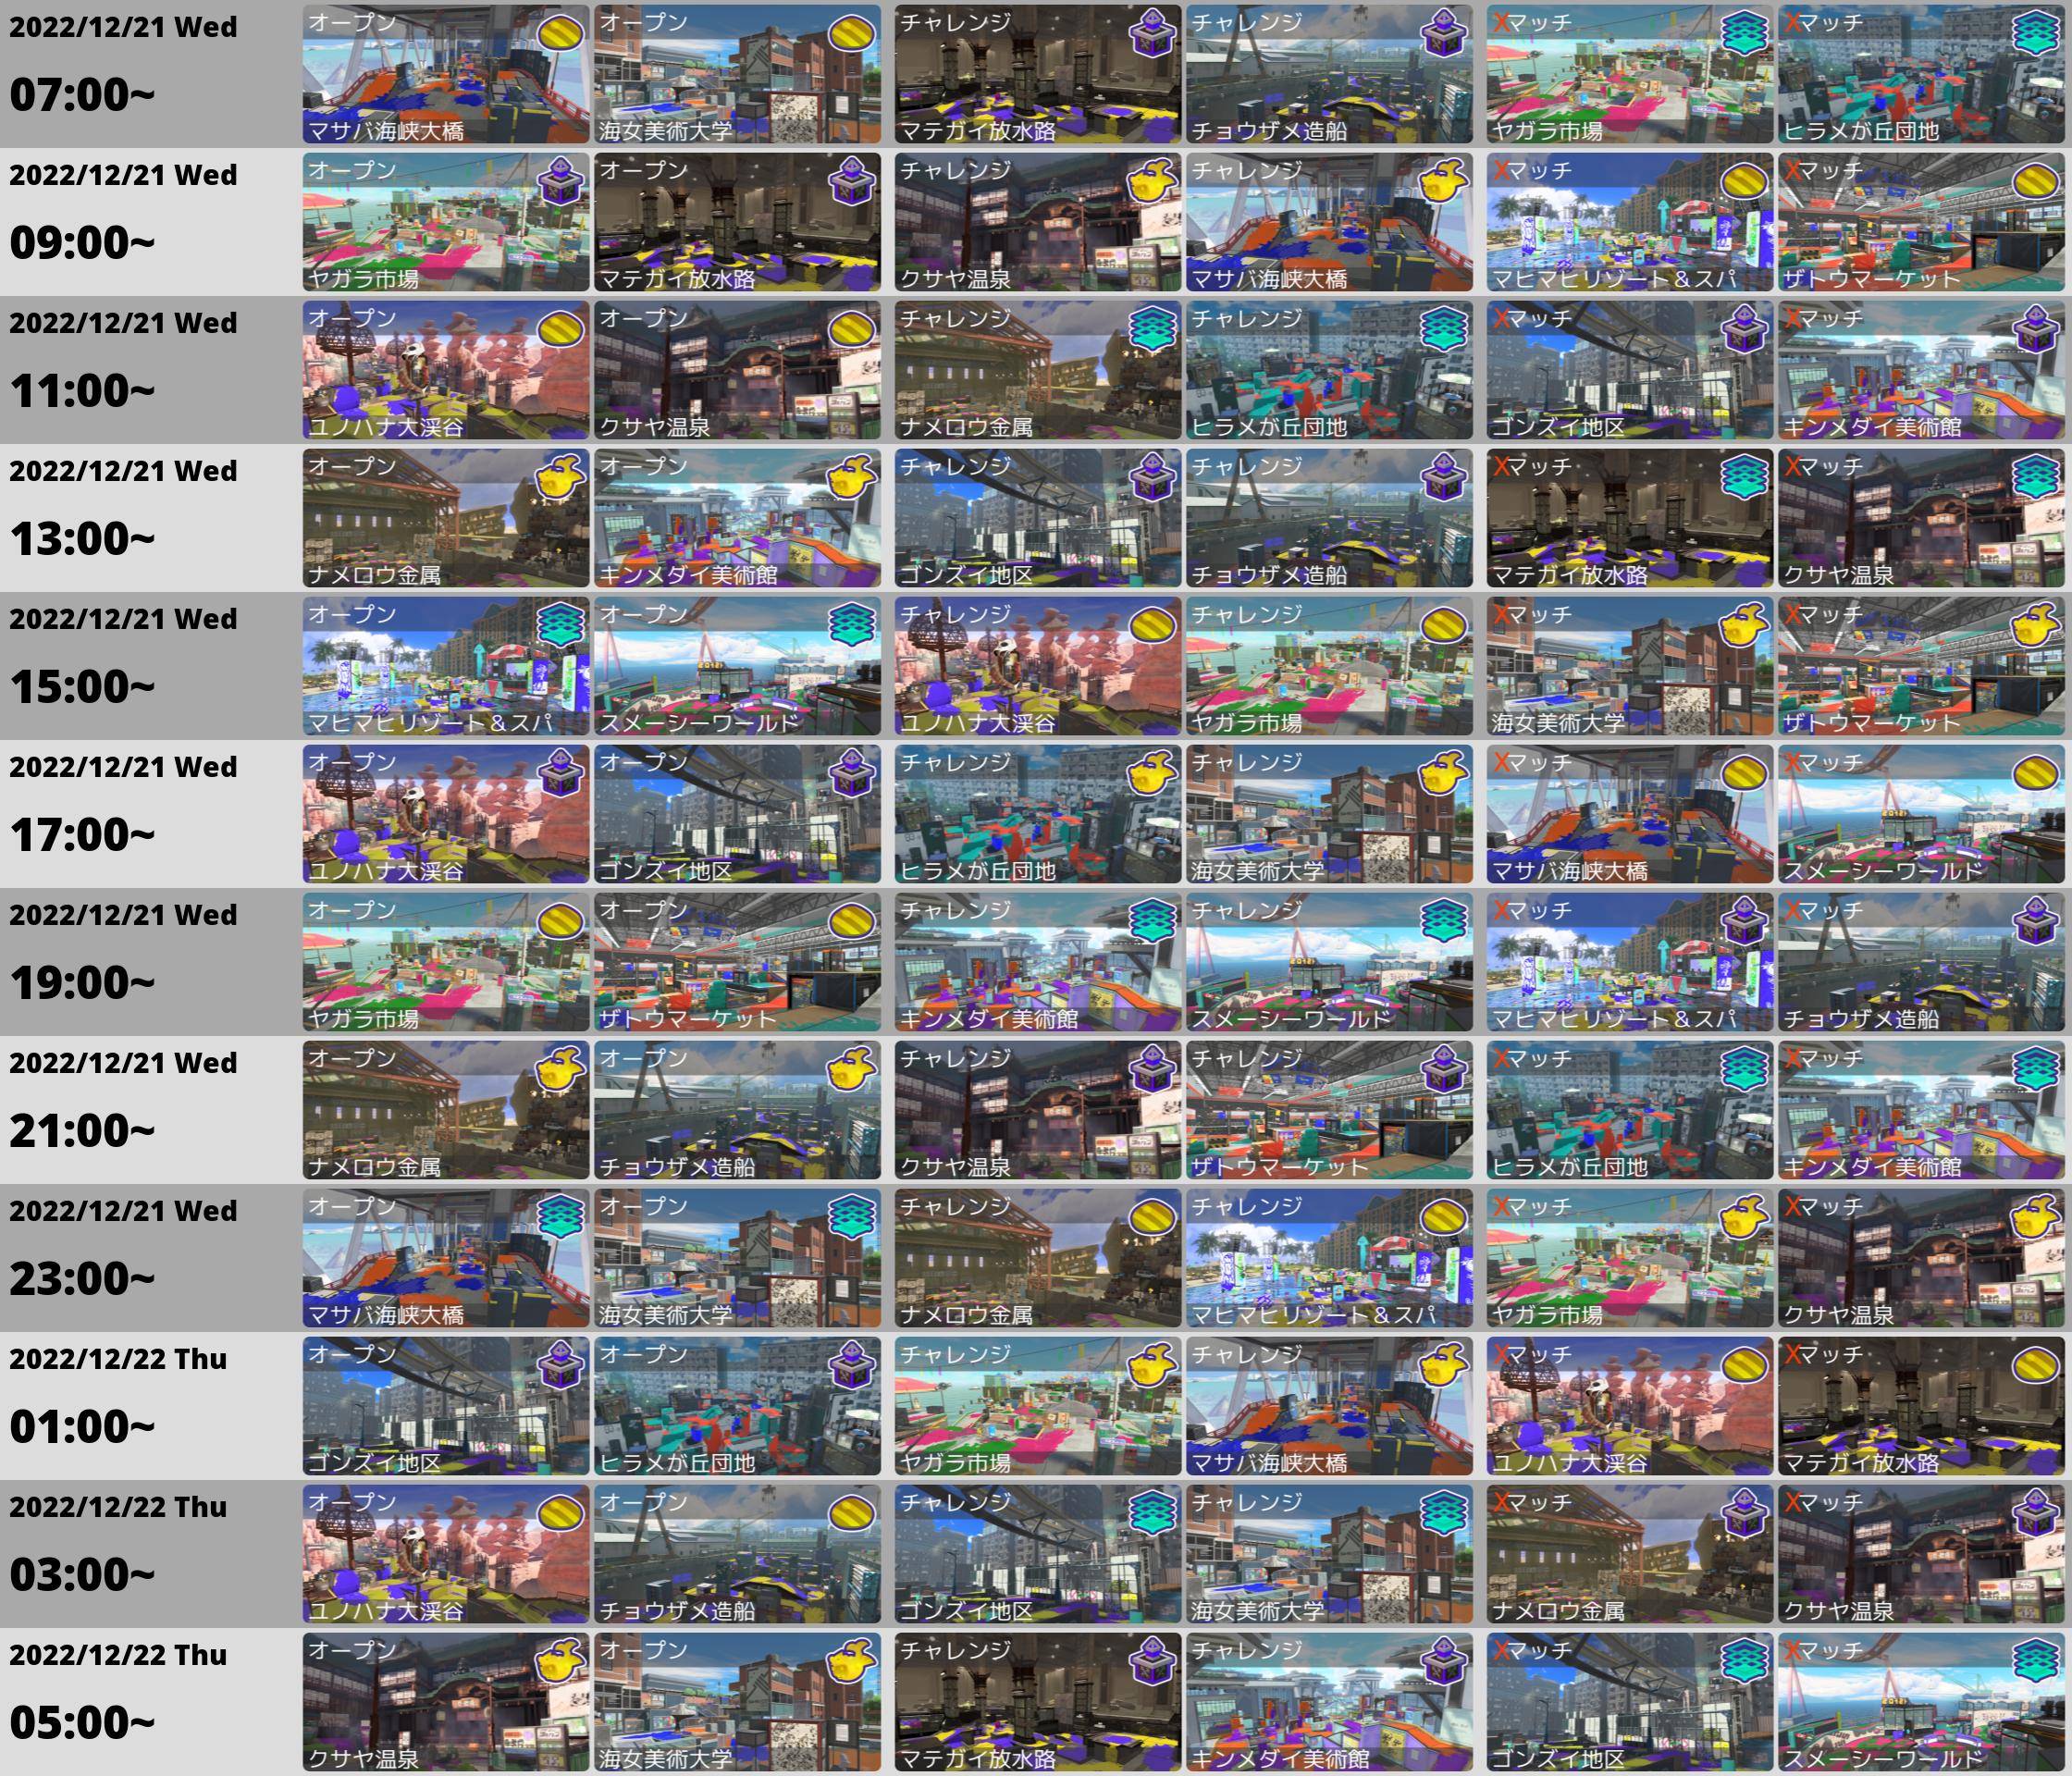 2022/12/21 Wed
07:00~
オープン
マサバ海峡大橋
オープン
海女美術大学
チャレンジ
マテガイ放水路
チャレンジ
チョウザメ造船
Xマッチ
ヤガラ市場
Xマッチ
ヒラメが丘団地
2022/12/21 Wed
09:00~
オープン
ヤガラ市場
オープン
マテガイ放水路
チャレンジ
クサヤ温泉
チャレンジ
マサバ海峡大橋
Xマッチ
マヒマヒリゾート＆スパ
Xマッチ
ザトウマーケット
2022/12/21 Wed
11:00~
オープン
ユノハナ大渓谷
オープン
クサヤ温泉
チャレンジ
ナメロウ金属
チャレンジ
ヒラメが丘団地
Xマッチ
ゴンズイ地区
Xマッチ
キンメダイ美術館
2022/12/21 Wed
13:00~
オープン
ナメロウ金属
オープン
キンメダイ美術館
チャレンジ
ゴンズイ地区
チャレンジ
チョウザメ造船
Xマッチ
マテガイ放水路
Xマッチ
クサヤ温泉
2022/12/21 Wed
15:00~
オープン
マヒマヒリゾート＆スパ
オープン
スメーシーワールド
チャレンジ
ユノハナ大渓谷
チャレンジ
ヤガラ市場
Xマッチ
海女美術大学
Xマッチ
ザトウマーケット
2022/12/21 Wed
17:00~
オープン
ユノハナ大渓谷
オープン
ゴンズイ地区
チャレンジ
ヒラメが丘団地
チャレンジ
海女美術大学
Xマッチ
マサバ海峡大橋
Xマッチ
スメーシーワールド
2022/12/21 Wed
19:00~
オープン
ヤガラ市場
オープン
ザトウマーケット
チャレンジ
キンメダイ美術館
チャレンジ
スメーシーワールド
Xマッチ
マヒマヒリゾート＆スパ
Xマッチ
チョウザメ造船
2022/12/21 Wed
21:00~
オープン
ナメロウ金属
オープン
チョウザメ造船
チャレンジ
クサヤ温泉
チャレンジ
ザトウマーケット
Xマッチ
ヒラメが丘団地
Xマッチ
キンメダイ美術館
2022/12/21 Wed
23:00~
オープン
マサバ海峡大橋
オープン
海女美術大学
チャレンジ
ナメロウ金属
チャレンジ
マヒマヒリゾート＆スパ
Xマッチ
ヤガラ市場
Xマッチ
クサヤ温泉
2022/12/22 Thu
01:00~
オープン
ゴンズイ地区
オープン
ヒラメが丘団地
チャレンジ
ヤガラ市場
チャレンジ
マサバ海峡大橋
Xマッチ
ユノハナ大渓谷
Xマッチ
マテガイ放水路
2022/12/22 Thu
03:00~
オープン
ユノハナ大渓谷
オープン
チョウザメ造船
チャレンジ
ゴンズイ地区
チャレンジ
海女美術大学
Xマッチ
ナメロウ金属
Xマッチ
クサヤ温泉
2022/12/22 Thu
05:00~
オープン
クサヤ温泉
オープン
海女美術大学
チャレンジ
マテガイ放水路
チャレンジ
キンメダイ美術館
Xマッチ
ゴンズイ地区
Xマッチ
スメーシーワールド